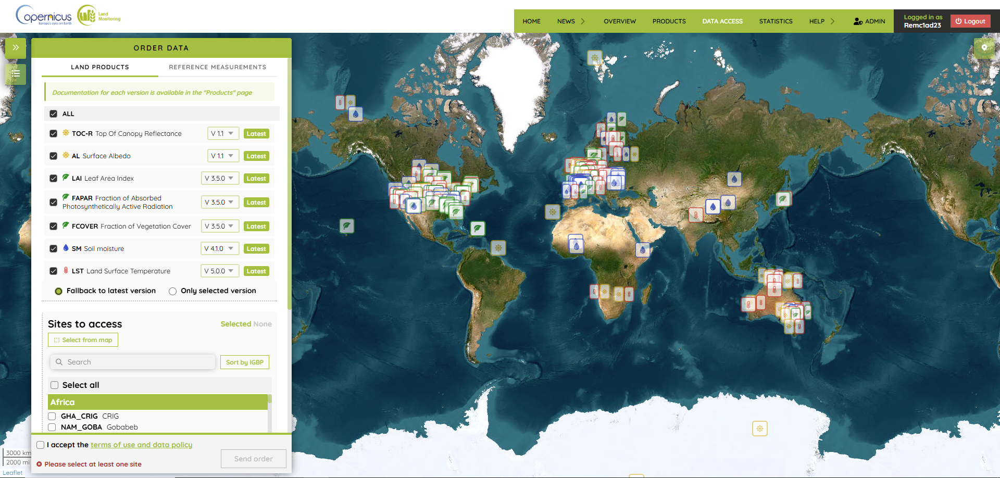 Copernicus
Europe's eyes on Earth
Land
Monitoring
HOME
NEWS
OVERVIEW
PRODUCTS
DATA ACCESS
STATISTICS
HELP
ADMIN
Logged in as
Remc1ad23
Logout
ORDER DATA
LAND PRODUCTS
REFERENCE MEASUREMENTS
Documentation for each version is available in the "Products" page
ALL
TOC-R Top Of Canopy Reflectance V 1.1 Latest
AL Surface Albedo V 1.1 Latest
LAI Leaf Area Index V 3.5.0 Latest
FAPAR Fraction of Absorbed
Photosynthetically Active Radiation V 3.5.0 Latest
FCOVER Fraction of Vegetation Cover V 3.5.0 Latest
SM Soil moisture V 4.1.0 Latest
LST Land Surface Temperature V 5.0.0 Latest
Fallback to latest version Only selected version
Sites to access Selected None
Select from map
Search Sort by IGBP
Select all
Africa
GHA_CRIG CRIG
NAM_GOBA Gobabeb
I accept the terms of use and data policy
Please select at least one site
Send order
3000 km
2000 mi
Leaflet